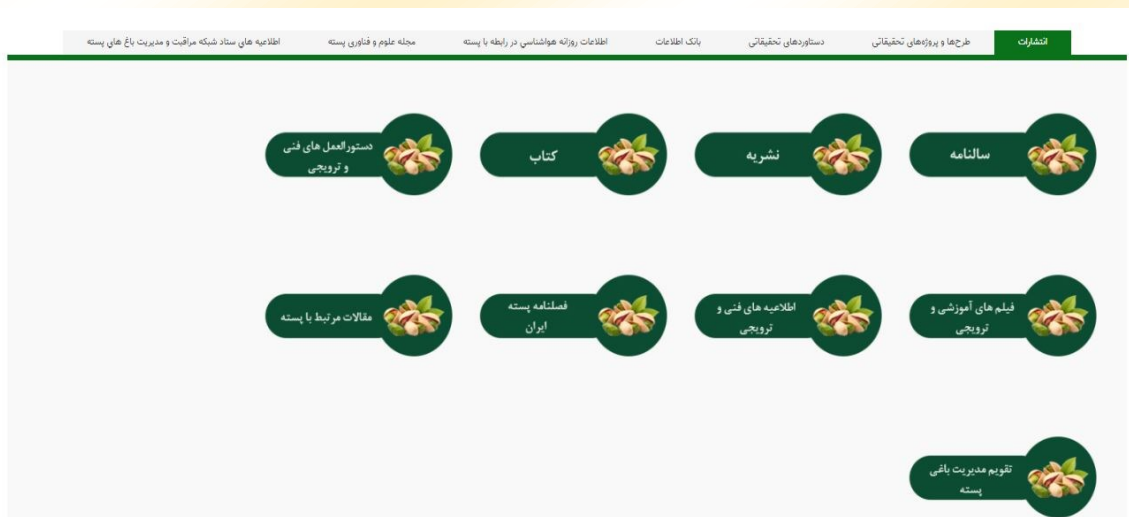 انتشارات
طرح‌ها و پروژه‌های تحقیقاتی
دستاوردهای تحقیقاتی
بانک اطلاعات
اطلاعات روزانه هواشناسی در رابطه با پسته
مجله علوم و فناوری پسته
اطلاعیه های ستاد شبکه مراقبت و مدیریت باغ های پسته
سالنامه
نشریه
کتاب
دستورالعمل های فنی
و ترویجی
فیلم های آموزشی و
ترویجی
اطلاعیه های فنی و
ترویجی
فصلنامه پسته
ایران
مقالات مرتبط با پسته
تقویم مدیریت باغی
پسته